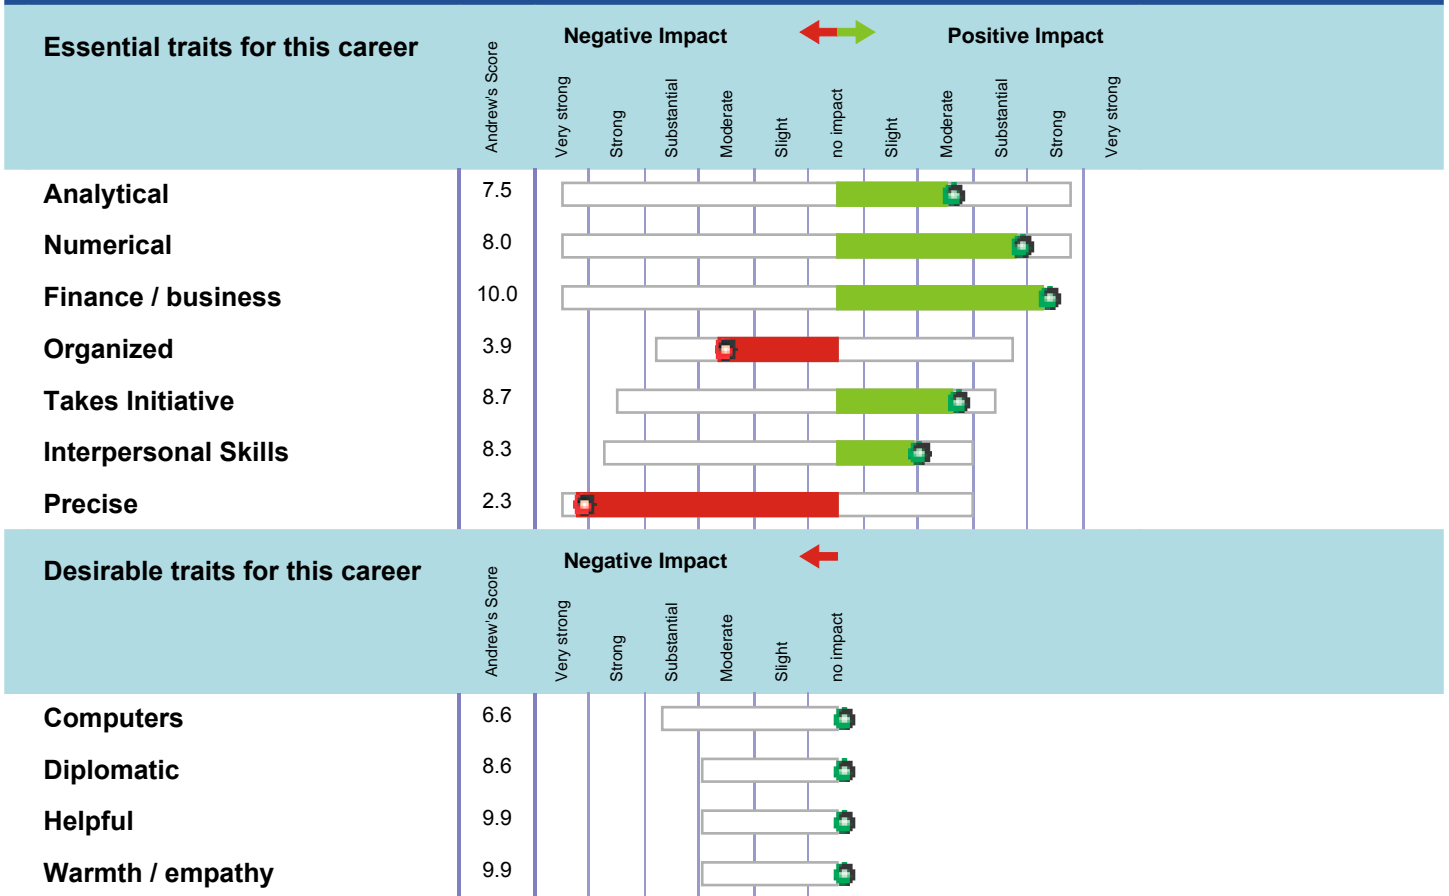 Essential traits for this career
Andrew's Score
Negative Impact
Positive Impact
Very strong
Strong
Substantial
Moderate
Slight
no impact
Slight
Moderate
Substantial
Strong
Very strong
Analytical 7.5
Numerical 8.0
Finance / business 10.0
Organized 3.9
Takes Initiative 8.7
Interpersonal Skills 8.3
Precise 2.3
Desirable traits for this career
Andrew's Score
Negative Impact
Very strong
Strong
Substantial
Moderate
Slight
no impact
Computers 6.6
Diplomatic 8.6
Helpful 9.9
Warmth / empathy 9.9